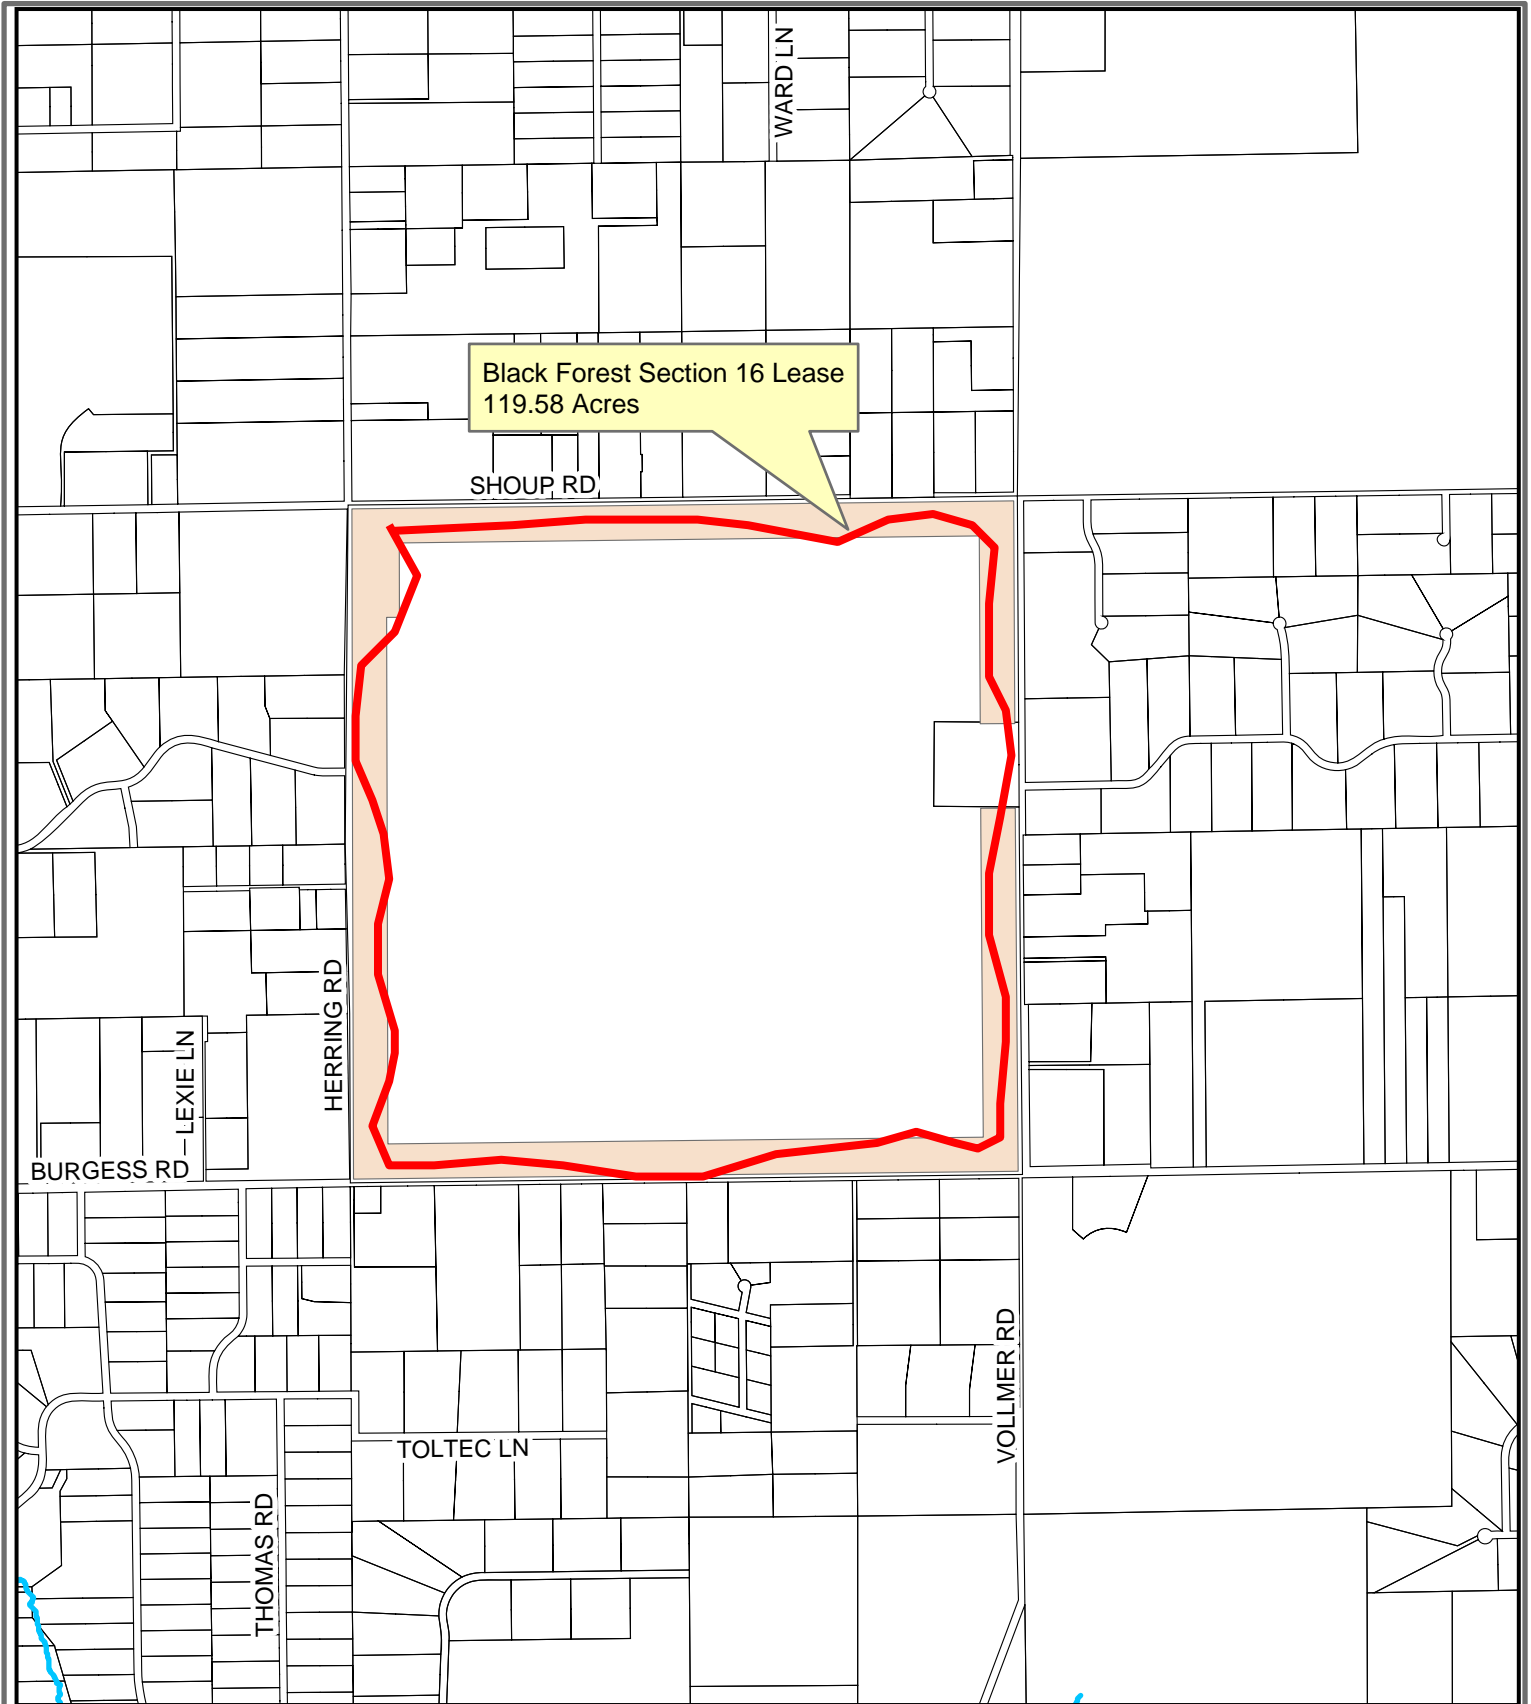 WARD LN
Black Forest Section 16 Lease
119.58 Acres
SHOUP RD
HERRING RD
LEXIE LN
BURGESS RD
VOLLMER RD
TOLTEC LN
THOMAS RD